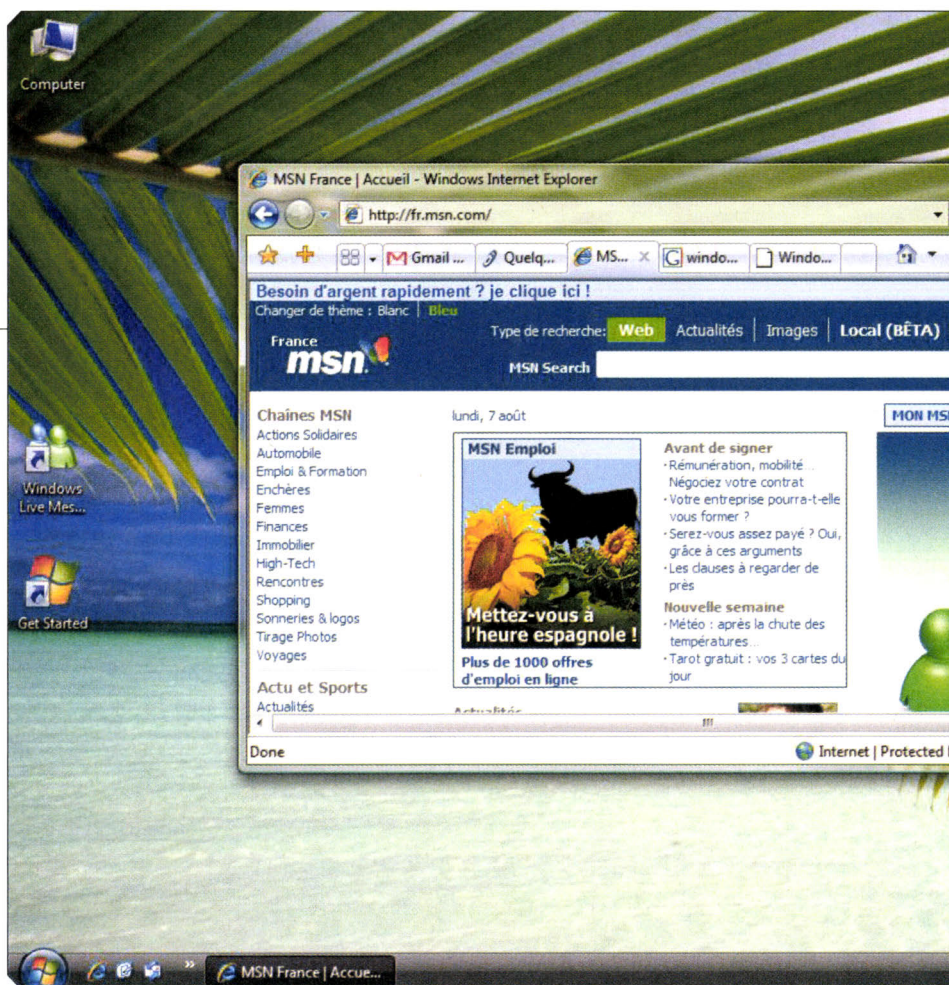 Computer
MSN France | Accueil - Windows Internet Explorer
http://fr.msn.com/
Gmail ...
Quelq...
MS...
windo...
Windo...
Besoin d'argent rapidement ? je clique ici !
Changer de thème : Blanc | Bleu
France
msn
Type de recherche: Web | Actualités | Images | Local (BÊTA)
MSN Search
Chaînes MSN
Actions Solidaires
Automobile
Emploi & Formation
Enchères
Femmes
Finances
Immobilier
High-Tech
Rencontres
Shopping
Sonneries & logos
Tirage Photos
Voyages
Actu et Sports
Actualités
lundi, 7 août
MSN Emploi
Mettez-vous à
l'heure espagnole !
Plus de 1000 offres
d'emploi en ligne
Actualités
Avant de signer
·Rémunération, mobilité...
Négociez votre contrat
·Votre entreprise pourra-t-elle
vous former ?
·Serez-vous assez payé ? Oui,
grâce à ces arguments
·Les clauses à regarder de
près
Nouvelle semaine
·Météo : après la chute des
températures...
·Tarot gratuit : vos 3 cartes du
jour
MON MS
Done
Internet | Protected
Windows
Live Mes...
Get Started
MSN France | Accue...